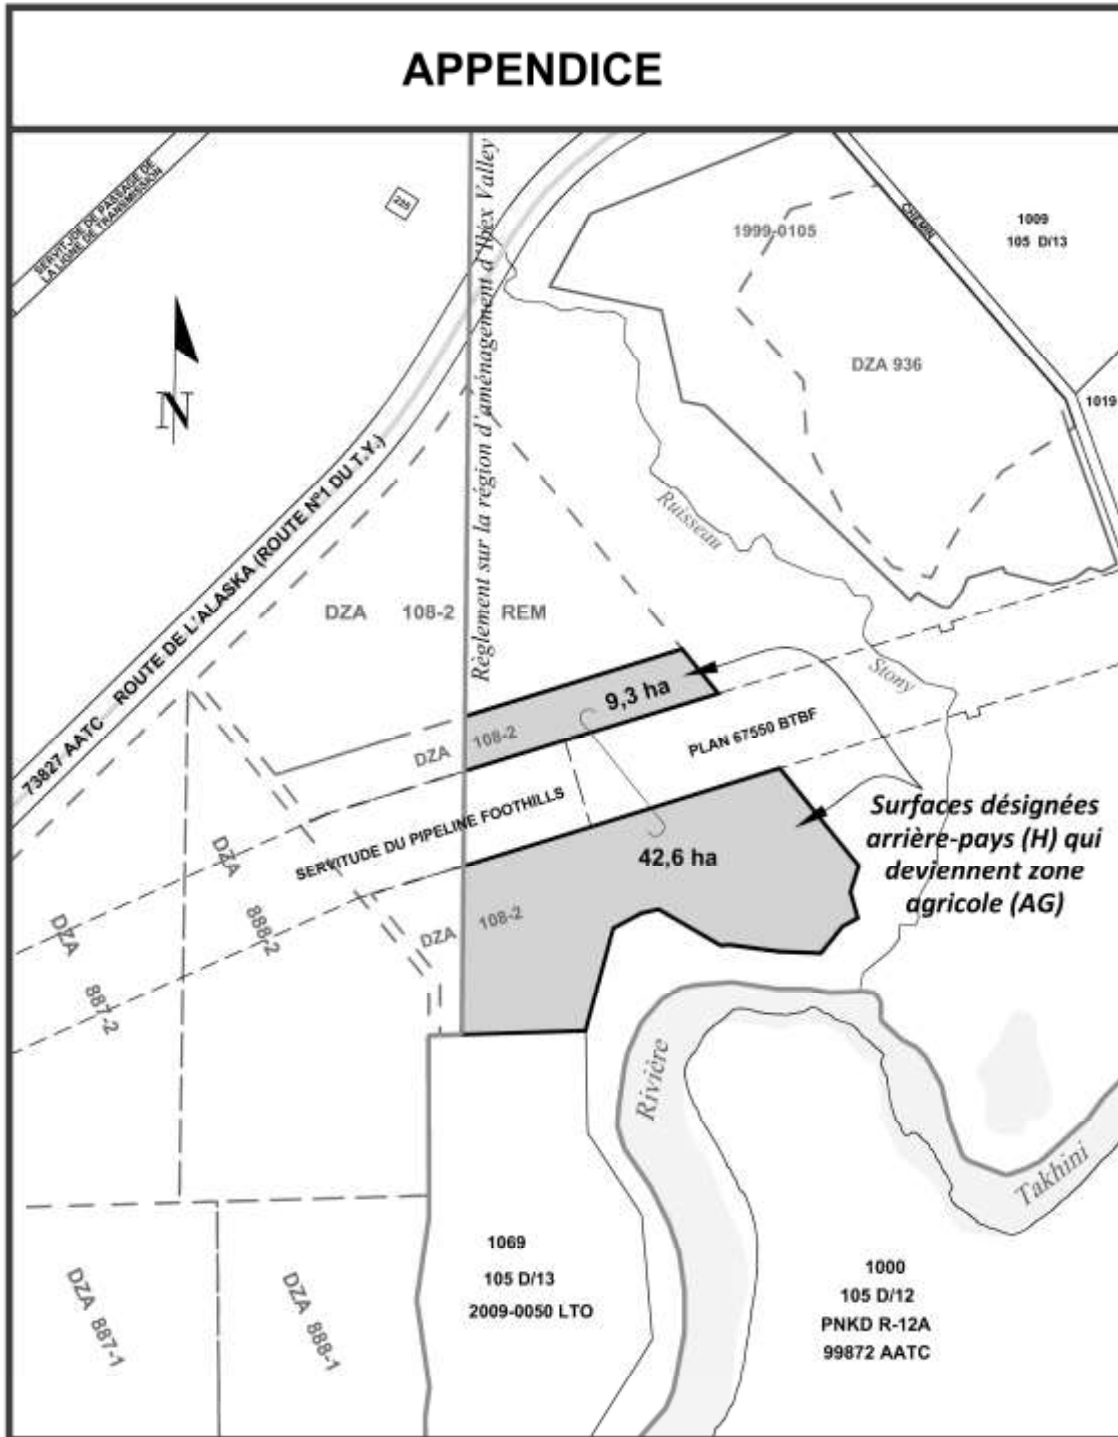 APPENDICE
SERVITJDE DE PASSAGE DE
LA LIGNE DE TRANSMISSION
225
Règlement sur la région d'aménagement d'Ibex Valley
1999-0105
CHEMIN
1009
105 D/13
DZA 936
1019
N
73827 AATC ROUTE DE L'ALASKA (ROUTE Nº1 DU T.Y.)
Ruisseau
Stony
DZA 108-2 REM
9,3 ha
DZA 108-2
PLAN 67550 BTBF
SERVITUDE DU PIPELINE FOOTHILLS
Surfaces désignées
arrière-pays (H) qui
deviennent zone
agricole (AG)
42,6 ha
DZA 108-2
DZA 888-2
DZA 887-2
Rivière
Takhini
1069
105 D/13
2009-0050 LTO
1000
105 D/12
PNKD R-12A
99872 AATC
DZA 887-1
DZA 888-1